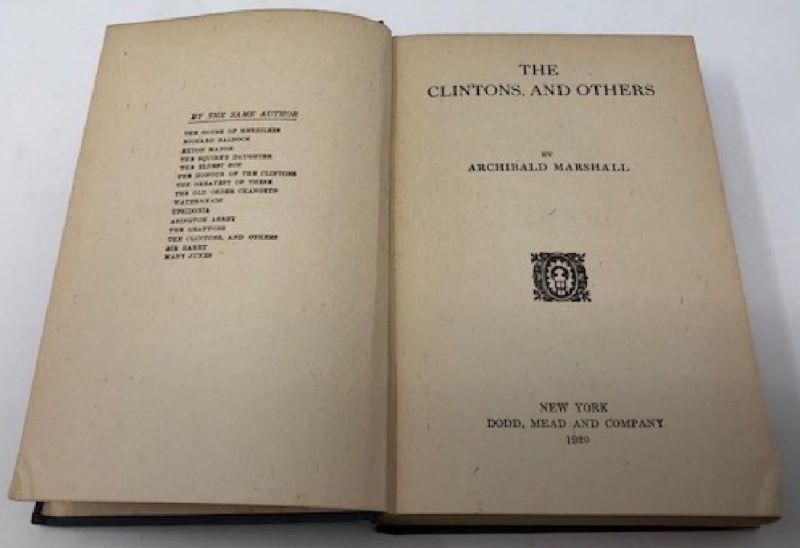 BY THE SAME AUTHOR
THE HOUSE OF MERRILEES
RICHARD BALDOCK
EXTON MANOR
THE SQUIRE'S DAUGHTER
THE ELDEST SON
THE HONOUR OF THE CLINTONS
THE GREATEST OF THESE
THE OLD ORDER CHANGETH
WATERMEADS
UPSIDONIA
ABINGTON ABBEY
THE GRAFTONS
THE CLINTONS, AND OTHERS
SIR HARRY
MANY JUNES
THE
CLINTONS, AND OTHERS
BY
ARCHIBALD MARSHALL
NEW YORK
DODD, MEAD AND COMPANY
1920